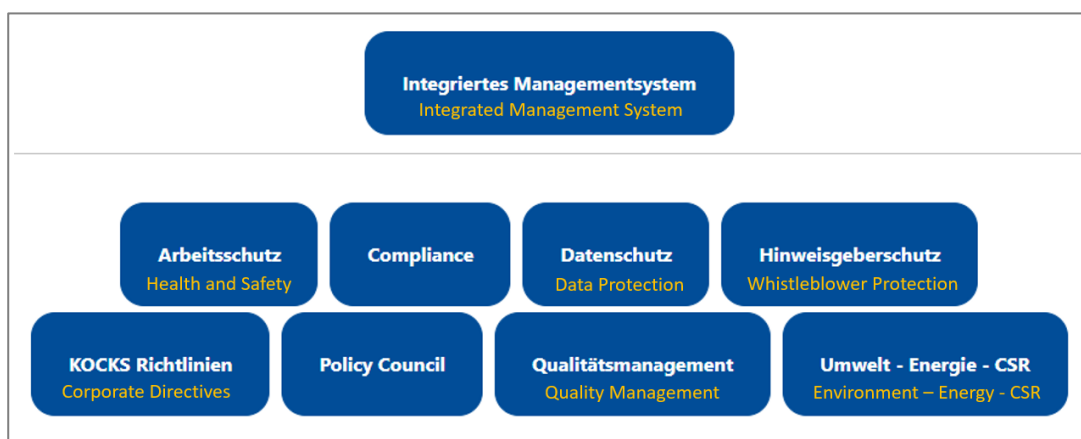 Integriertes Managementsystem
Integrated Management System
Arbeitsschutz
Health and Safety
Compliance
Datenschutz
Data Protection
Hinweisgeberschutz
Whistleblower Protection
KOCKS Richtlinien
Corporate Directives
Policy Council
Qualitätsmanagement
Quality Management
Umwelt - Energie - CSR
Environment – Energy - CSR